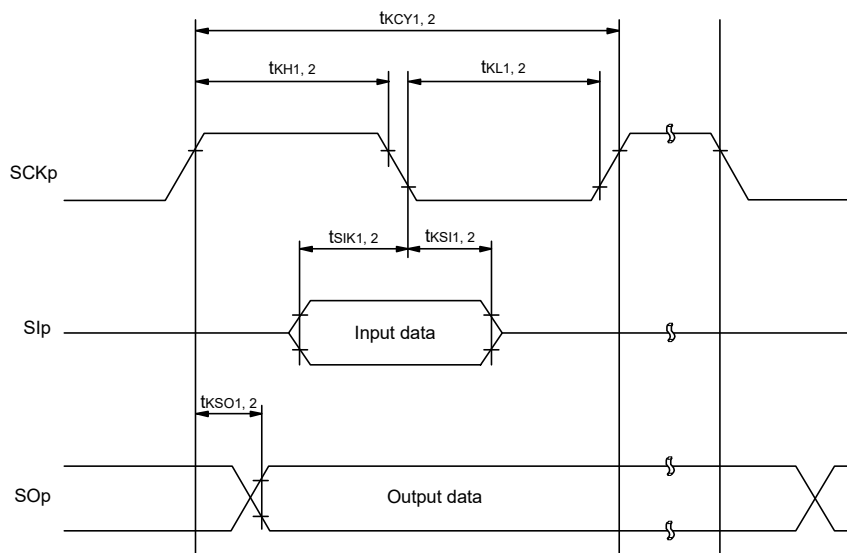 tKCY1, 2
tKH1, 2
tKL1, 2
SCKp
tSIK1, 2
tKSI1, 2
SIp
Input data
tKSO1, 2
SOp
Output data